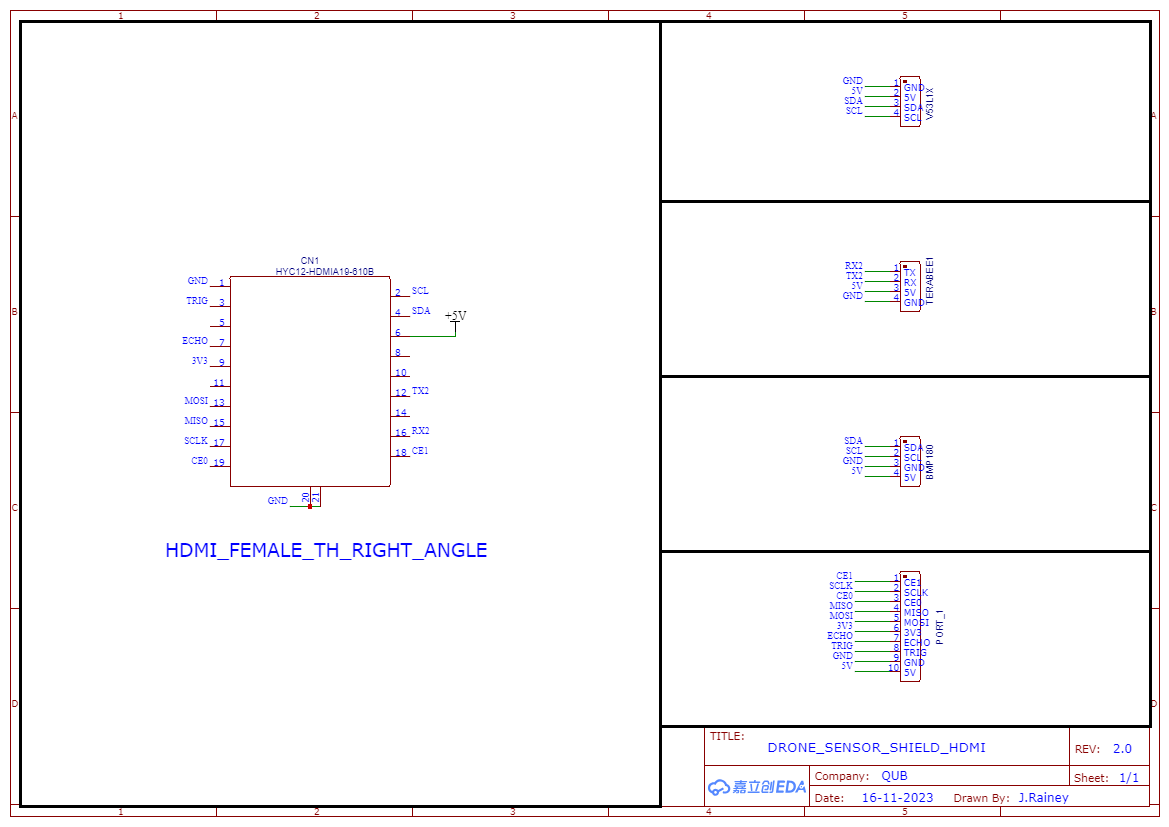 1 2 3 4 5
A
B
C
D
CN1
HYC12-HDMIA19-610B
GND 1
TRIG 3
5
ECHO 7
3V3 9
11
MOSI 13
MISO 15
SCLK 17
CE0 19
2 SCL
4 SDA
+5V
6
8
10
12 TX2
14
16 RX2
18 CE1
GND 20 21
HDMI_FEMALE_TH_RIGHT_ANGLE
GND 1 GND
5V 2 5V
SDA 3 SDA
SCL 4 SCL
V53L1X
RX2 1 TX
TX2 2 RX
5V 3 5V
GND 4 GND
TERABEE1
SDA 1 SDA
SCL 2 SCL
GND 3 GND
5V 4 5V
BMP180
CE1 1 CE1
SCLK 2 SCLK
CE0 3 CE0
MISO 4 MISO
MOSI 5 MOSI
3V3 6 3V3
ECHO 7 ECHO
TRIG 8 TRIG
GND 9 GND
5V 10 5V
PORT_1
A
B
C
D
TITLE:
DRONE_SENSOR_SHIELD_HDMI
REV: 2.0
嘉立创EDA
Company: QUB
Sheet: 1/1
Date: 16-11-2023 Drawn By: J.Rainey
1 2 3 4 5